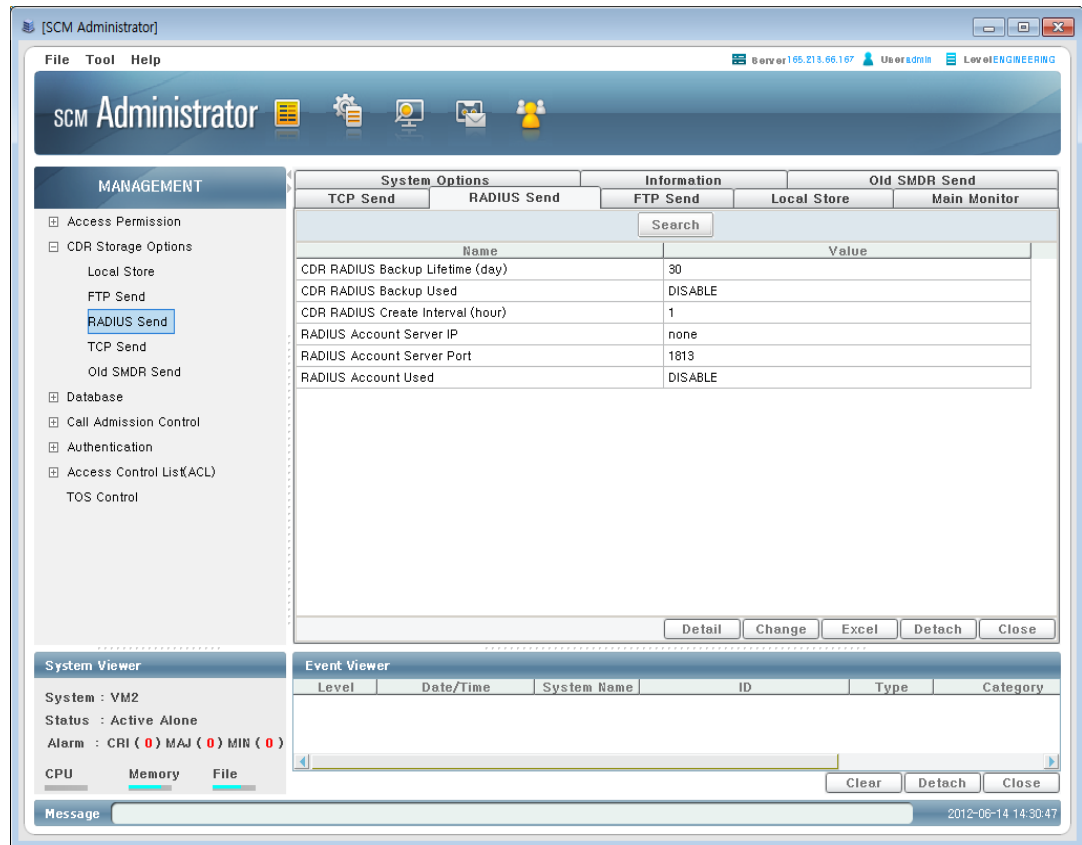 [SCM Administrator]
File Tool Help
Server165.213.66.167 Useradmin LevelENGINEERING
SCM Administrator
MANAGEMENT
Access Permission
CDR Storage Options
Local Store
FTP Send
RADIUS Send
TCP Send
Old SMDR Send
Database
Call Admission Control
Authentication
Access Control List(ACL)
TOS Control
System Options Information Old SMDR Send
TCP Send RADIUS Send FTP Send Local Store Main Monitor
Search
Name Value
CDR RADIUS Backup Lifetime (day) 30
CDR RADIUS Backup Used DISABLE
CDR RADIUS Create Interval (hour) 1
RADIUS Account Server IP none
RADIUS Account Server Port 1813
RADIUS Account Used DISABLE
Detail Change Excel Detach Close
System Viewer
System : VM2
Status : Active Alone
Alarm : CRI ( 0 ) MAJ ( 0 ) MIN ( 0 )
CPU Memory File
Event Viewer
Level Date/Time System Name ID Type Category
Clear Detach Close
Message 2012-06-14 14:30:47